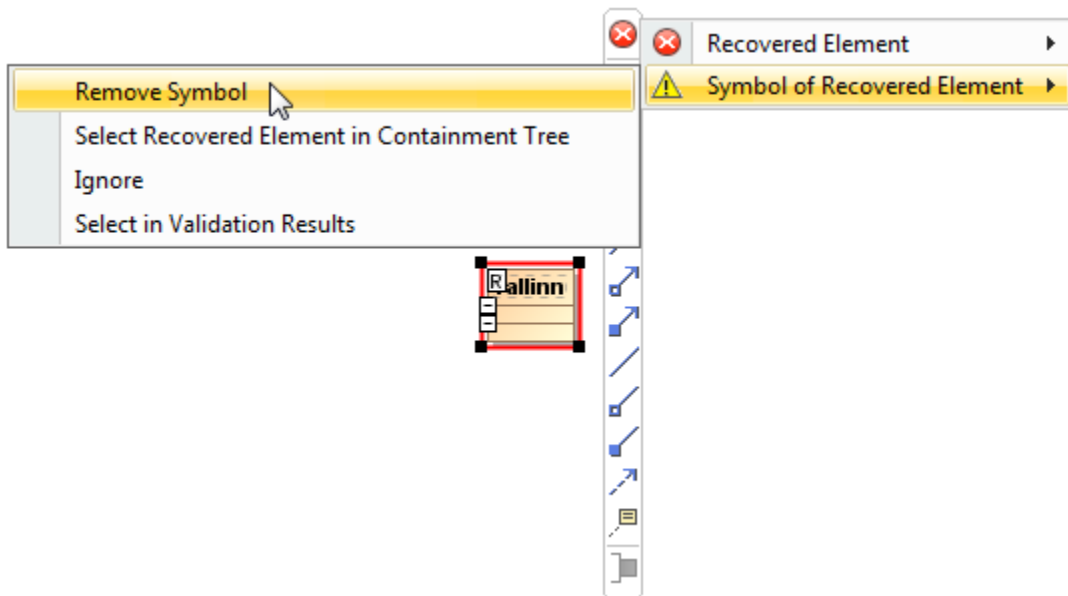 Recovered Element
Symbol of Recovered Element
Remove Symbol
Select Recovered Element in Containment Tree
Ignore
Select in Validation Results
R
allinn